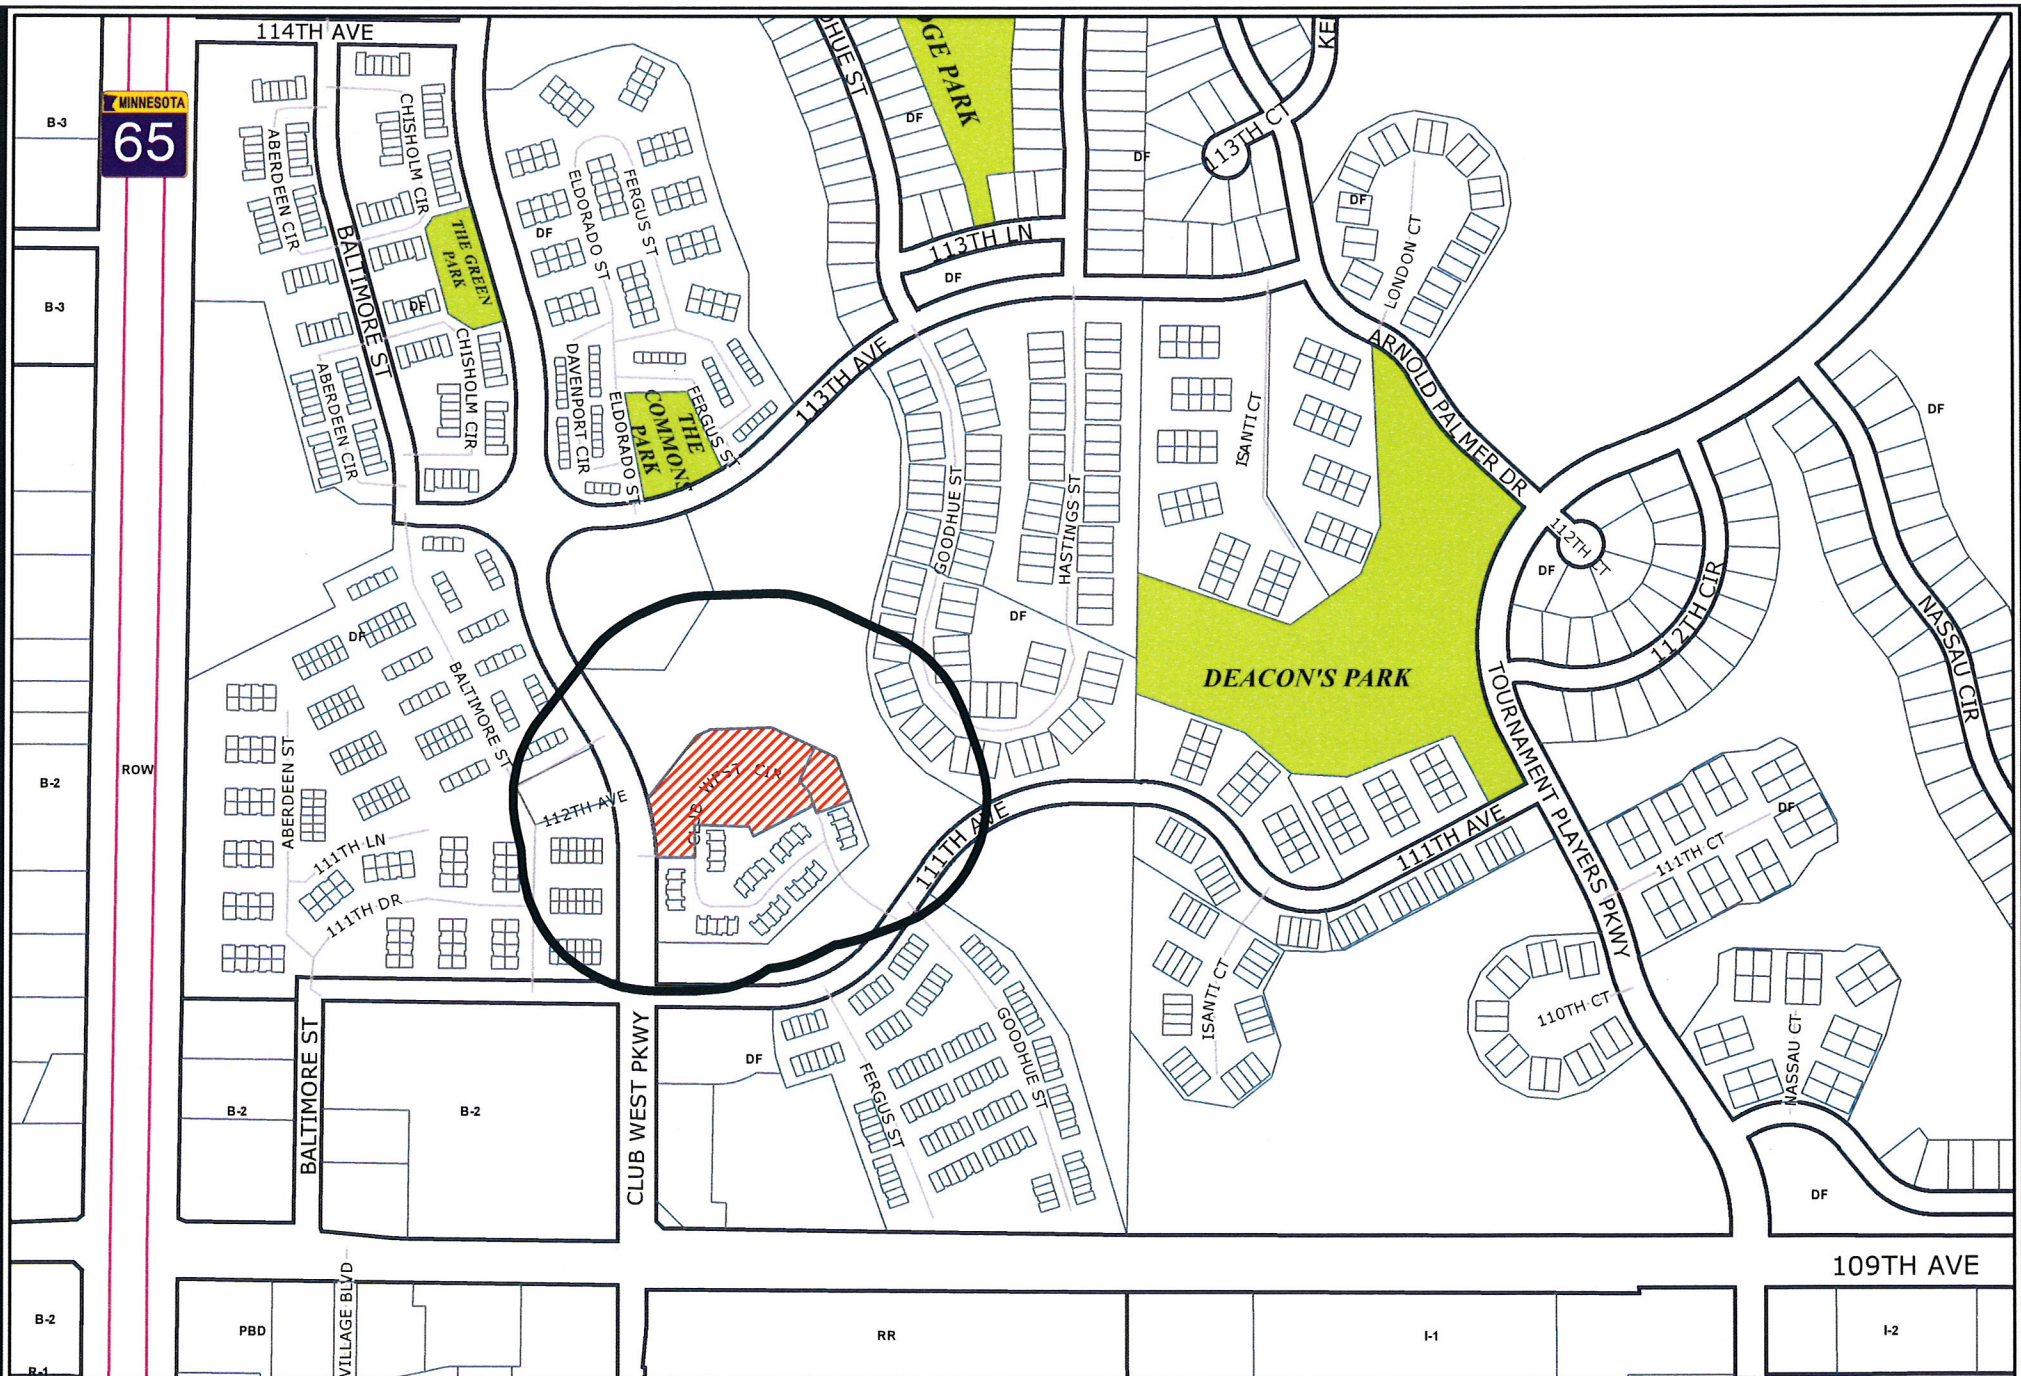 114TH AVE
MINNESOTA
65
B-3
B-3
B-2
ROW
B-2
ABERDEEN CIR
CHISHOLM CIR
BALTIMORE ST
THE GREEN
PARK
DF
CHISHOLM CIR
ABERDEEN CIR
DF
ELDORADO ST
FERGUS ST
DAVENPORT CIR
ELDORADO ST
THE
COMMONS
PARK
FERGUS ST
113TH AVE
DF
113TH LN
DF
DF
113TH CT
DF
LONDON CT
ARNOLD PALMER DR
ISANTI CT
GOODHUE ST
HASTINGS ST
DF
DEACON'S PARK
112TH CT
DF
112TH CIR
NASSAU CIR
DF
TOURNAMENT PLAYERS PKWY
DF
BALTIMORE ST
ABERDEEN ST
111TH LN
111TH DR
112TH AVE
CLUB WEST CIR
111TH AVE
111TH AVE
111TH CT
DF
110TH CT
NASSAU CT
ISANTI CT
GOODHUE ST
FERGUS ST
DF
BALTIMORE ST
CLUB WEST PKWY
B-2
B-2
DF
109TH AVE
PBD
VILLAGE BLVD
RR
I-1
I-2